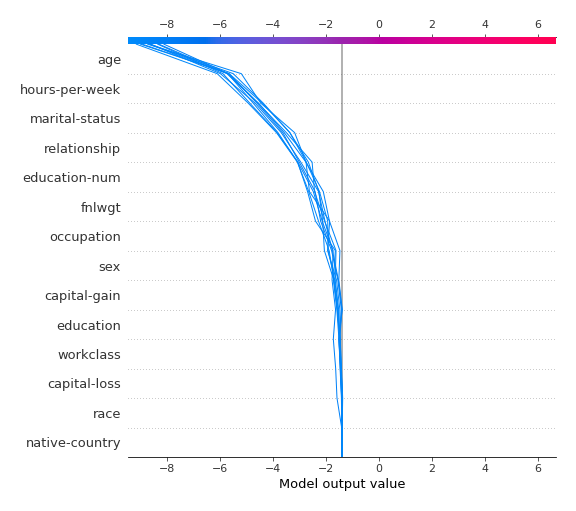 −8 −6 −4 −2 0 2 4 6
age
hours-per-week
marital-status
relationship
education-num
fnlwgt
occupation
sex
capital-gain
education
workclass
capital-loss
race
native-country
−8 −6 −4 −2 0 2 4 6
Model output value